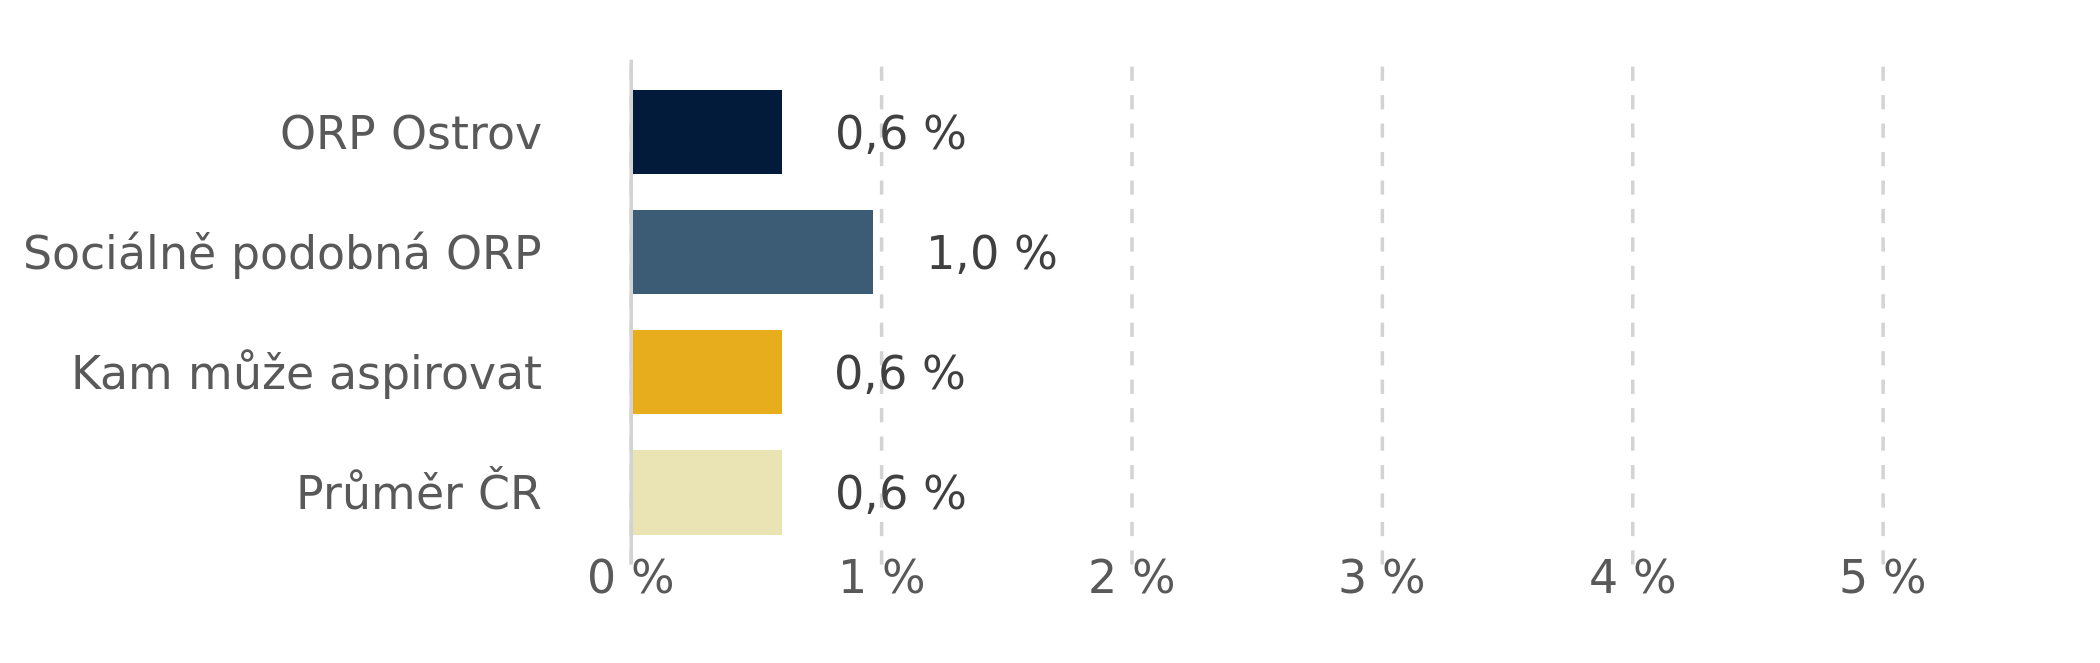 ORP Ostrov 0,6 %
Sociálně podobná ORP 1,0 %
Kam může aspirovat 0,6 %
Průměr ČR 0,6 %
0 % 1 % 2 % 3 % 4 % 5 %